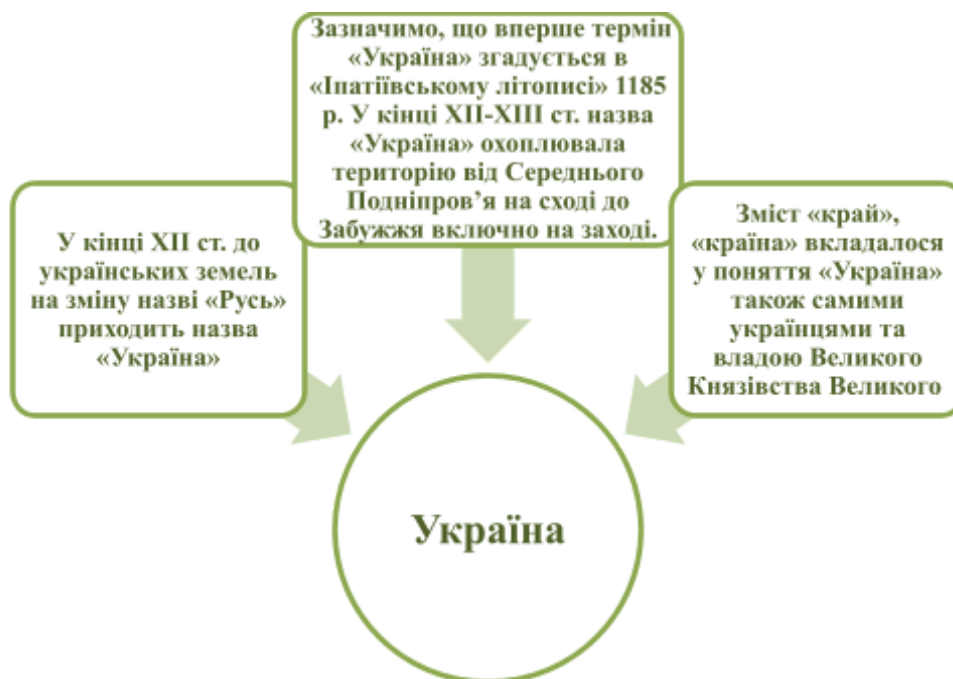 Зазначимо, що вперше термін
«Україна» згадується в
«Іпатіївському літописі» 1185
р. У кінці XII-XIII ст. назва
«Україна» охоплювала
територію від Середнього
Подніпров’я на сході до
Забужжя включно на заході.
У кінці XII ст. до
українських земель
на зміну назві «Русь»
приходить назва
«Україна»
Зміст «край»,
«країна» вкладалося
у поняття «Україна»
також самими
українцями та
владою Великого
Князівства Великого
Україна